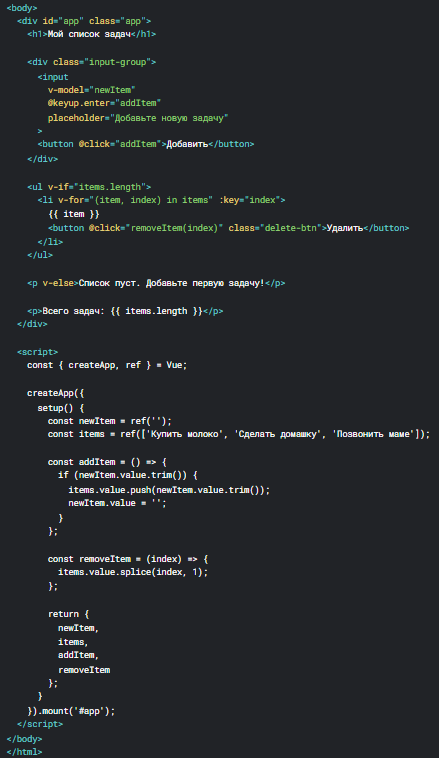 <body>
<div id="app" class="app">
<h1>Мой список задач</h1>
<div class="input-group">
<input
v-model="newItem"
@keyup.enter="addItem"
placeholder="Добавьте новую задачу"
>
<button @click="addItem">Добавить</button>
</div>
<ul v-if="items.length">
<li v-for="(item, index) in items" :key="index">
{{ item }}
<button @click="removeItem(index)" class="delete-btn">Удалить</button>
</li>
</ul>
<p v-else>Список пуст. Добавьте первую задачу!</p>
<p>Всего задач: {{ items.length }}</p>
</div>
<script>
const { createApp, ref } = Vue;
createApp({
setup() {
const newItem = ref('');
const items = ref(['Купить молоко', 'Сделать домашку', 'Позвонить маме']);
const addItem = () => {
if (newItem.value.trim()) {
items.value.push(newItem.value.trim());
newItem.value = '';
}
};
const removeItem = (index) => {
items.value.splice(index, 1);
};
return {
newItem,
items,
addItem,
removeItem
};
}
}).mount('#app');
</script>
</body>
</html>